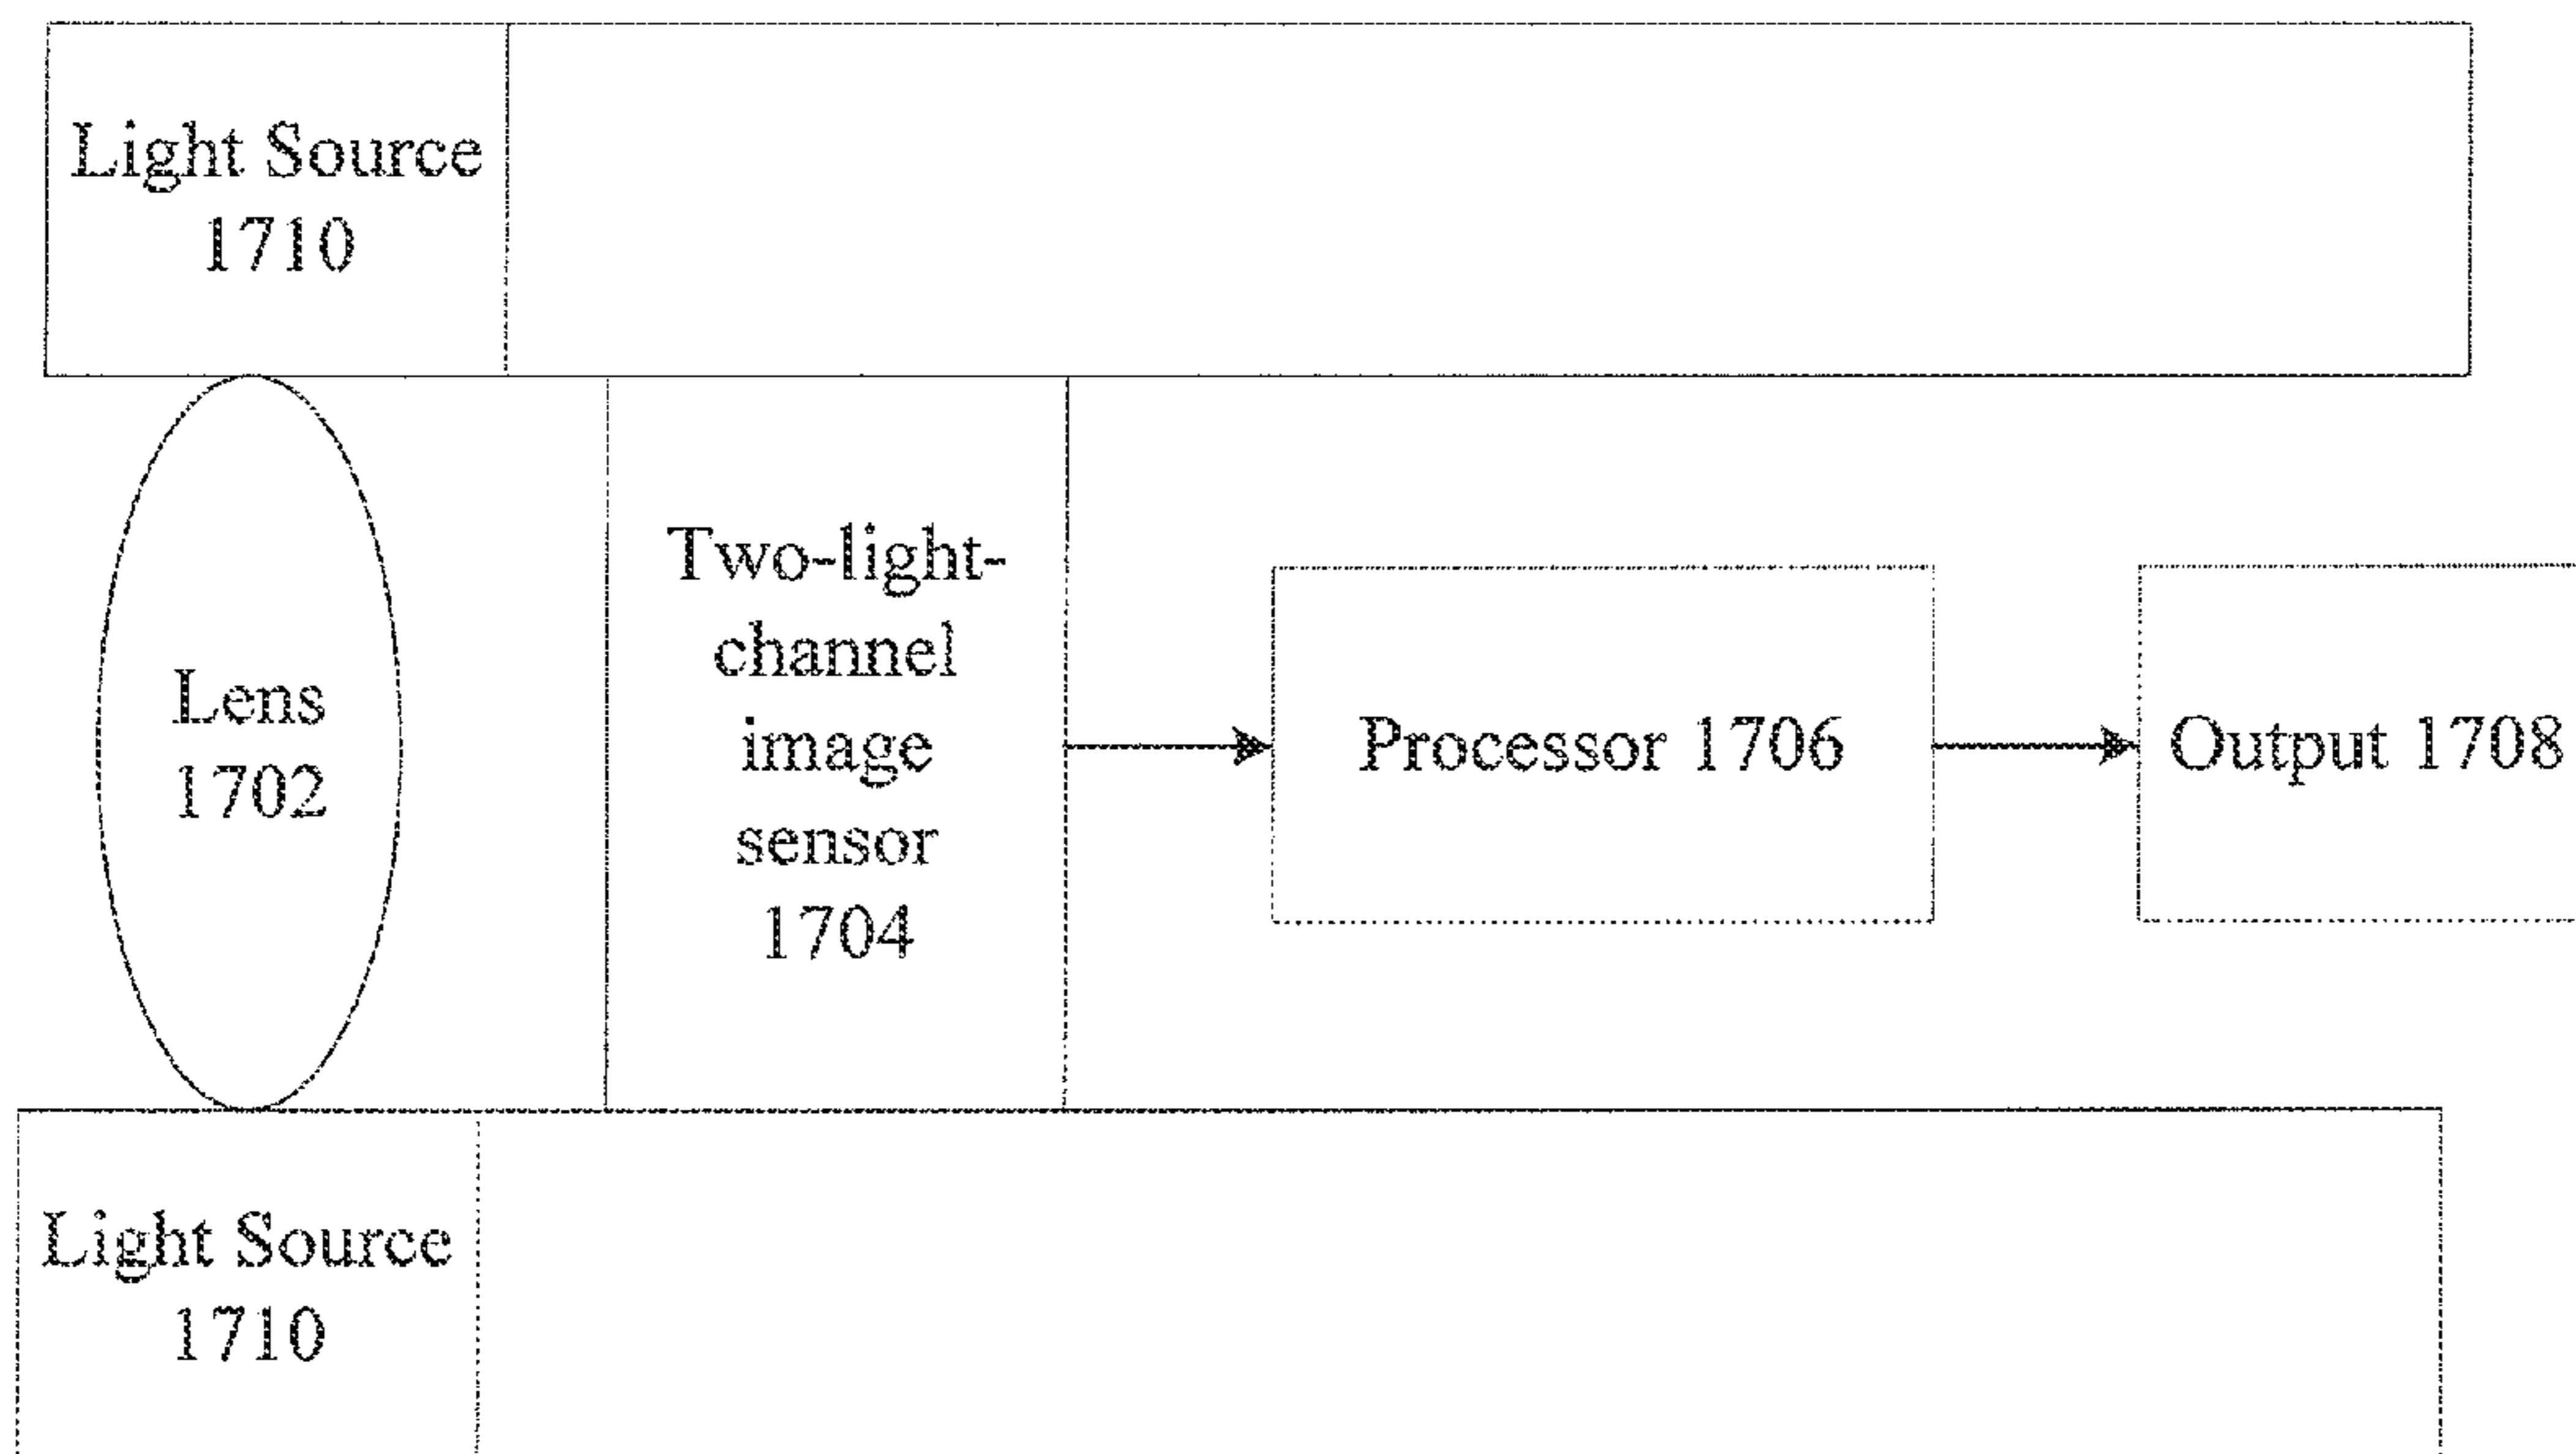 Light Source
1710
Lens
1702
Two-light-
channel
image
sensor
1704
Processor 1706
Output 1708
Light Source
1710